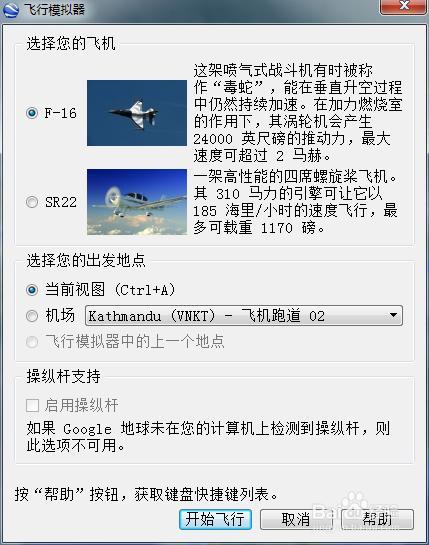 飞行模拟器
选择您的飞机
F-16
这架喷气式战斗机有时被称
作“毒蛇”，能在垂直升空过程
中仍然持续加速。在加力燃烧室
的作用下，其涡轮机会产生
24000 英尺磅的推动力，最大
速度可超过 2 马赫。
SR22
一架高性能的四席螺旋桨飞机。
其 310 马力的引擎可让它以
185 海里/小时的速度飞行，最
多可载重 1170 磅。
选择您的出发地点
当前视图 (Ctrl+A)
机场 Kathmandu (VNKT) - 飞机跑道 02
飞行模拟器中的上一个地点
操纵杆支持
启用操纵杆
如果 Google 地球未在您的计算机上检测到操纵杆，则
此选项不可用。
按“帮助”按钮，获取键盘快捷键列表。
开始飞行 取消 帮助